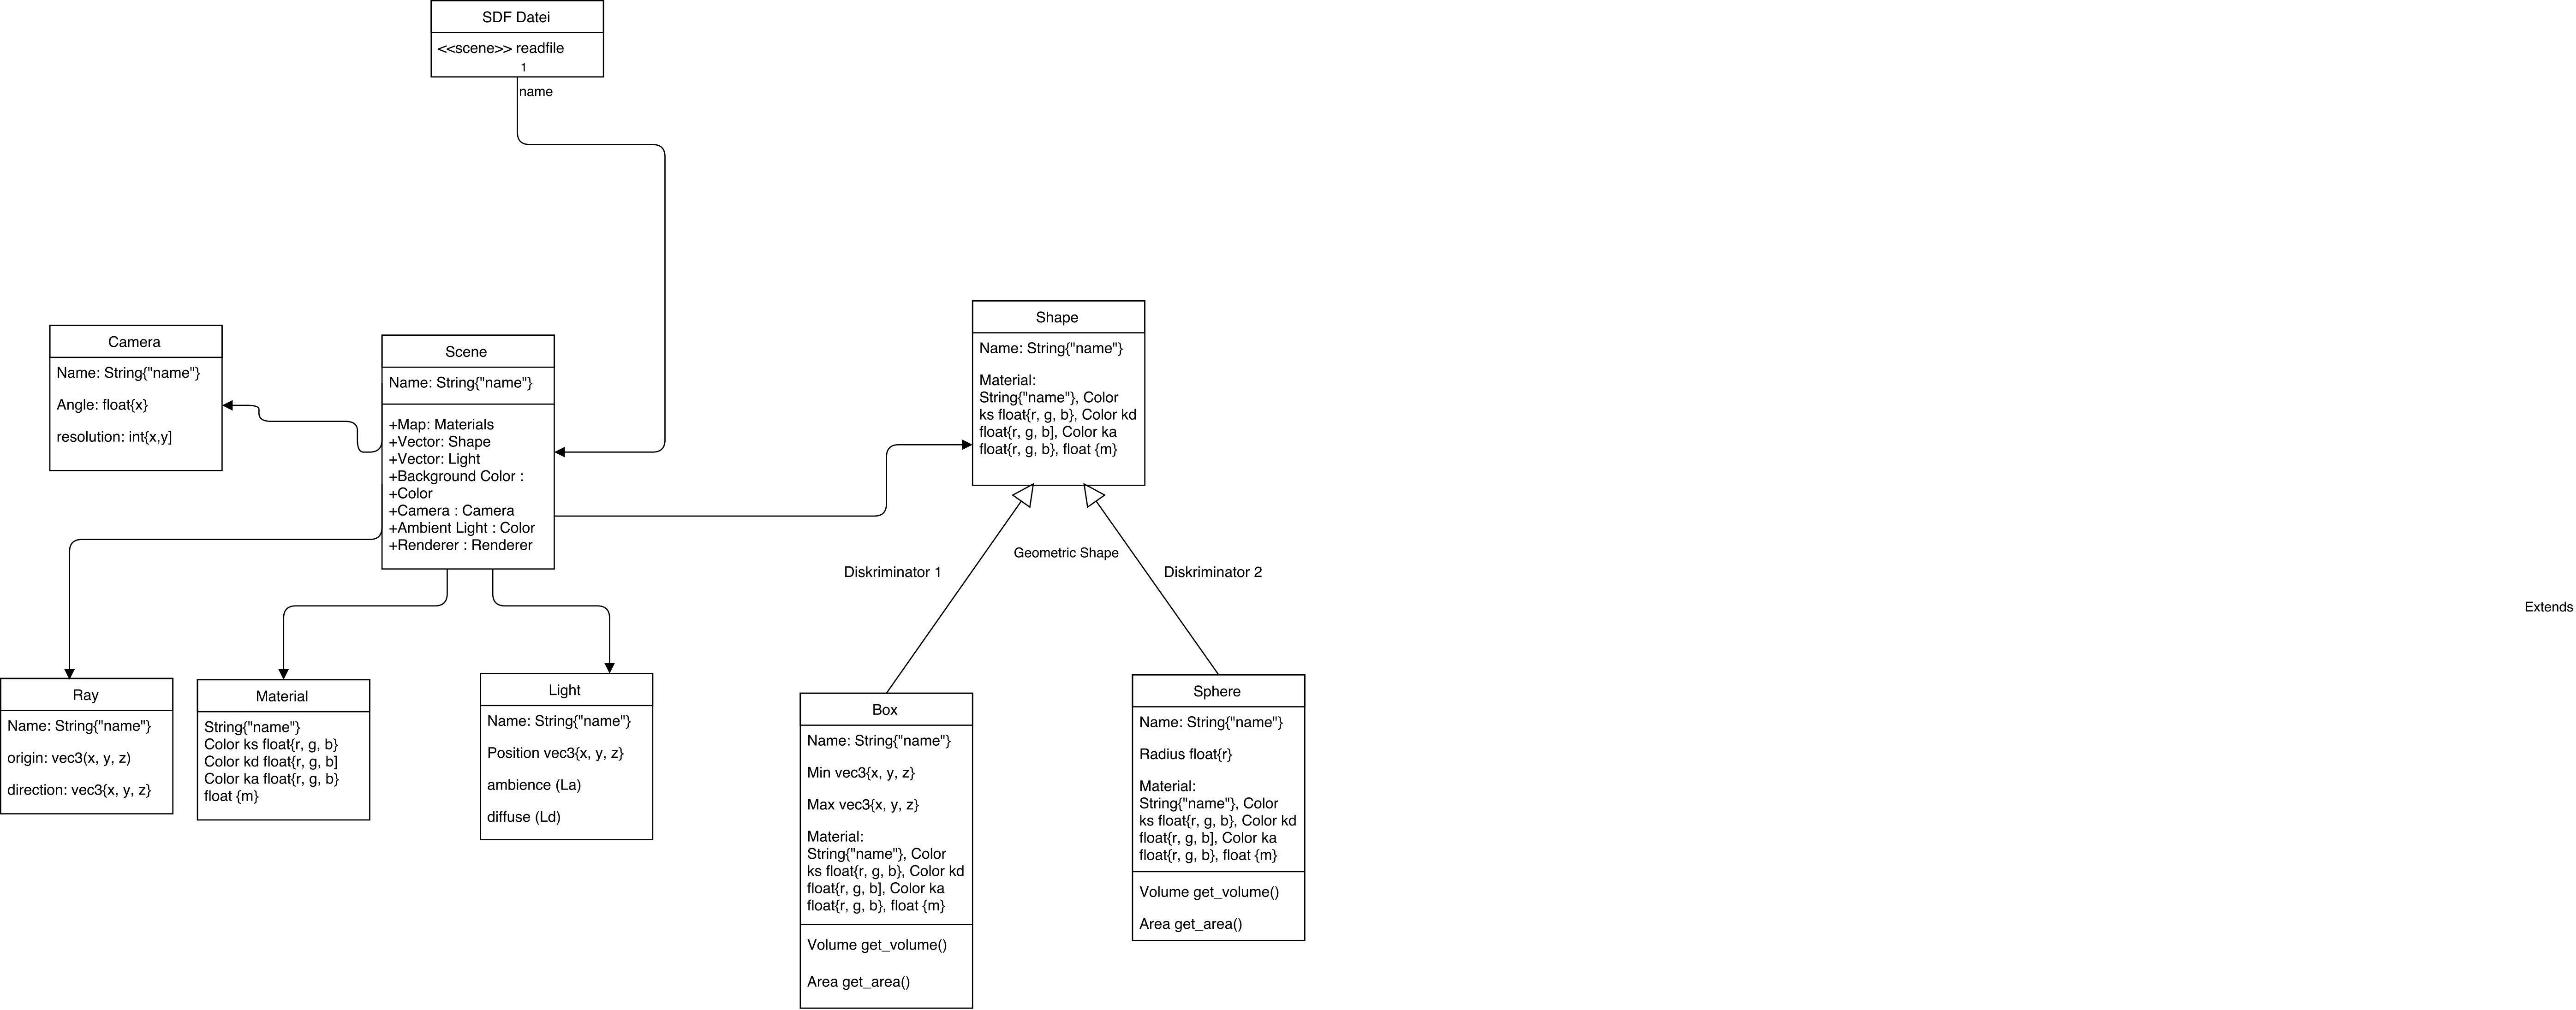 SDF Datei
<<scene>> readfile
1
name
Camera
Name: String{"name"}
Angle: float{x}
resolution: int{x,y]
Scene
Name: String{"name"}
+Map: Materials
+Vector: Shape
+Vector: Light
+Background Color :
+Color
+Camera : Camera
+Ambient Light : Color
+Renderer : Renderer
Shape
Name: String{"name"}
Material:
String{"name"}, Color
ks float{r, g, b}, Color kd
float{r, g, b], Color ka
float{r, g, b}, float {m}
Geometric Shape
Diskriminator 1
Diskriminator 2
Extends
Ray
Name: String{"name"}
origin: vec3(x, y, z)
direction: vec3{x, y, z}
Material
String{"name"}
Color ks float{r, g, b}
Color kd float{r, g, b]
Color ka float{r, g, b}
float {m}
Light
Name: String{"name"}
Position vec3{x, y, z}
ambience (La)
diffuse (Ld)
Box
Name: String{"name"}
Min vec3{x, y, z}
Max vec3{x, y, z}
Material:
String{"name"}, Color
ks float{r, g, b}, Color kd
float{r, g, b], Color ka
float{r, g, b}, float {m}
Volume get_volume()
Area get_area()
Sphere
Name: String{"name"}
Radius float{r}
Material:
String{"name"}, Color
ks float{r, g, b}, Color kd
float{r, g, b], Color ka
float{r, g, b}, float {m}
Volume get_volume()
Area get_area()